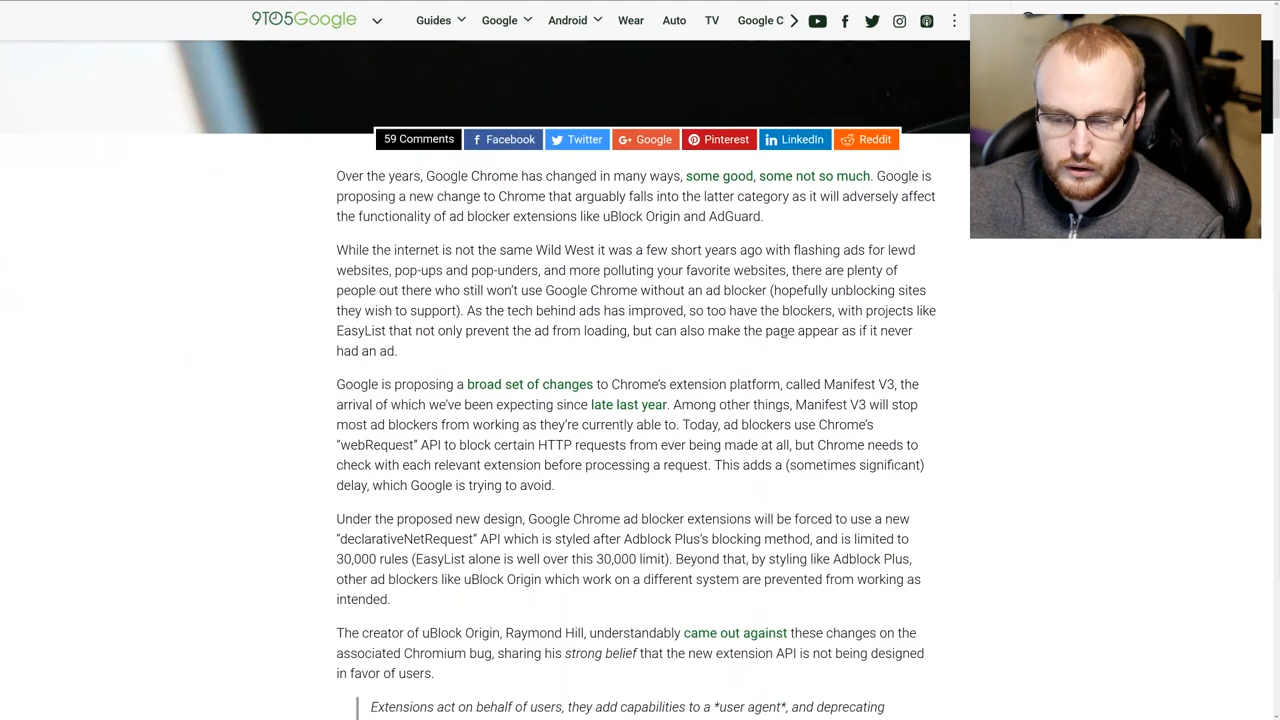 9TO5Google
Guides
Google
Android
Wear
Auto
TV
Google C
59 Comments
Facebook
Twitter
Google
Pinterest
LinkedIn
Reddit
Over the years, Google Chrome has changed in many ways, some good, some not so much. Google is
proposing a new change to Chrome that arguably falls into the latter category as it will adversely affect
the functionality of ad blocker extensions like uBlock Origin and AdGuard.
While the internet is not the same Wild West it was a few short years ago with flashing ads for lewd
websites, pop-ups and pop-unders, and more polluting your favorite websites, there are plenty of
people out there who still won't use Google Chrome without an ad blocker (hopefully unblocking sites
they wish to support). As the tech behind ads has improved, so too have the blockers, with projects like
EasyList that not only prevent the ad from loading, but can also make the page appear as if it never
had an ad.
Google is proposing a broad set of changes to Chrome's extension platform, called Manifest V3, the
arrival of which we've been expecting since late last year. Among other things, Manifest V3 will stop
most ad blockers from working as they're currently able to. Today, ad blockers use Chrome's
“webRequest” API to block certain HTTP requests from ever being made at all, but Chrome needs to
check with each relevant extension before processing a request. This adds a (sometimes significant)
delay, which Google is trying to avoid.
Under the proposed new design, Google Chrome ad blocker extensions will be forced to use a new
“declarativeNetRequest” API which is styled after Adblock Plus's blocking method, and is limited to
30,000 rules (EasyList alone is well over this 30,000 limit). Beyond that, by styling like Adblock Plus,
other ad blockers like uBlock Origin which work on a different system are prevented from working as
intended.
The creator of uBlock Origin, Raymond Hill, understandably came out against these changes on the
associated Chromium bug, sharing his strong belief that the new extension API is not being designed
in favor of users.
Extensions act on behalf of users, they add capabilities to a *user agent*, and deprecating